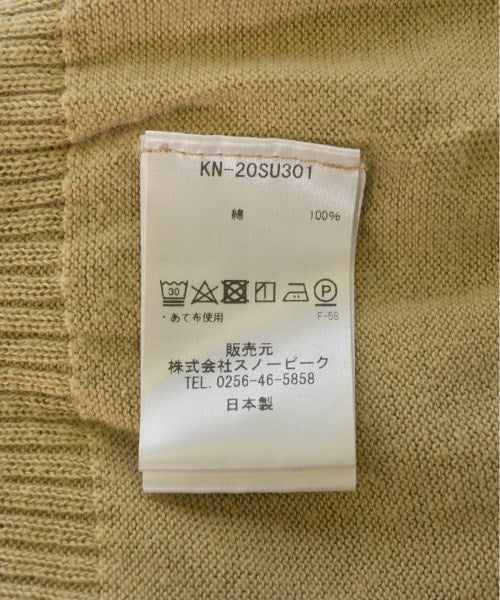 KN-20SU301
綿 100%
30 P
・あて布使用 F-58
販売元
株式会社スノーピーク
TEL. 0256-46-5858
日本製